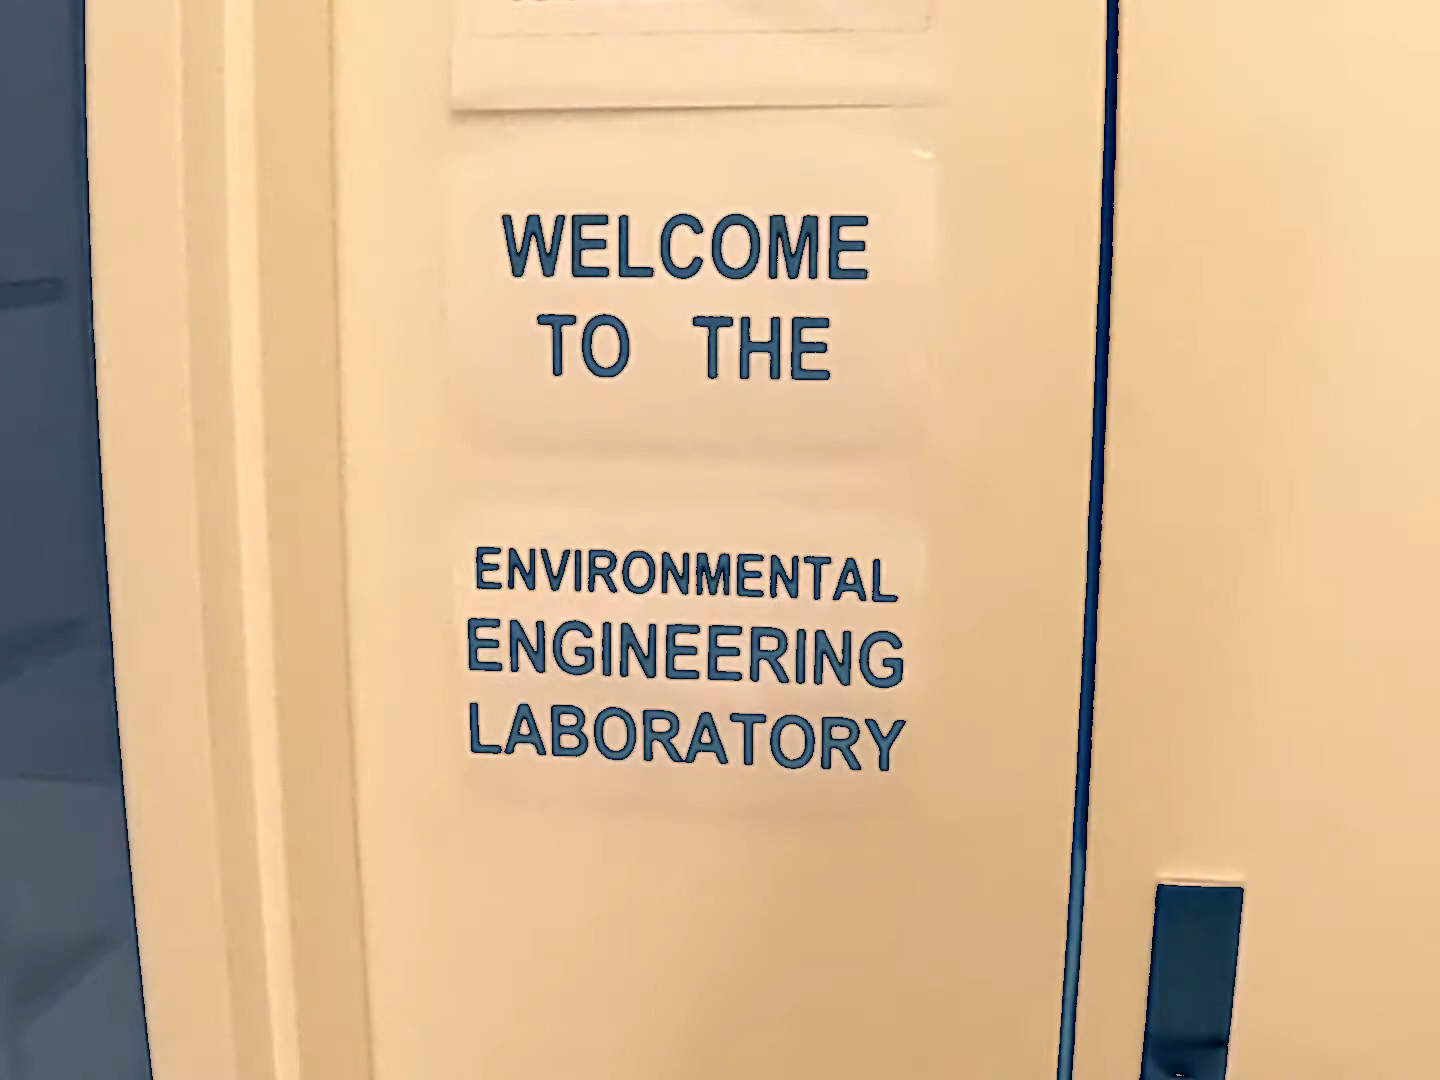 WELCOME
TO THE
ENVIRONMENTAL
ENGINEERING
LABORATORY